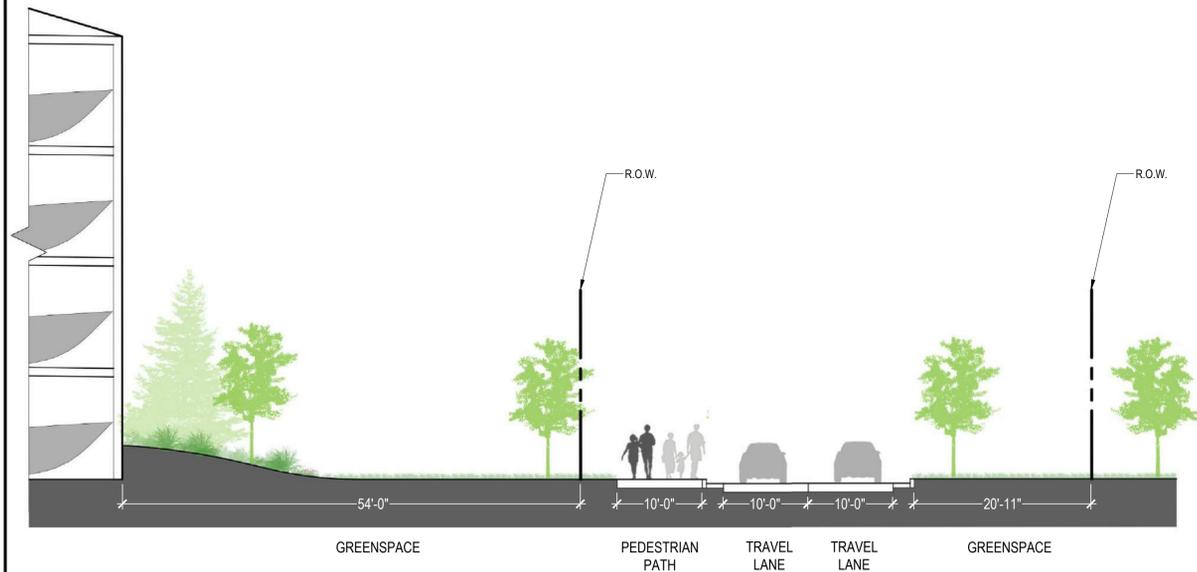 R.O.W.
R.O.W.
54'-0"
10'-0"
10'-0"
10'-0"
20'-11"
GREENSPACE
PEDESTRIAN
PATH
TRAVEL
LANE
TRAVEL
LANE
GREENSPACE